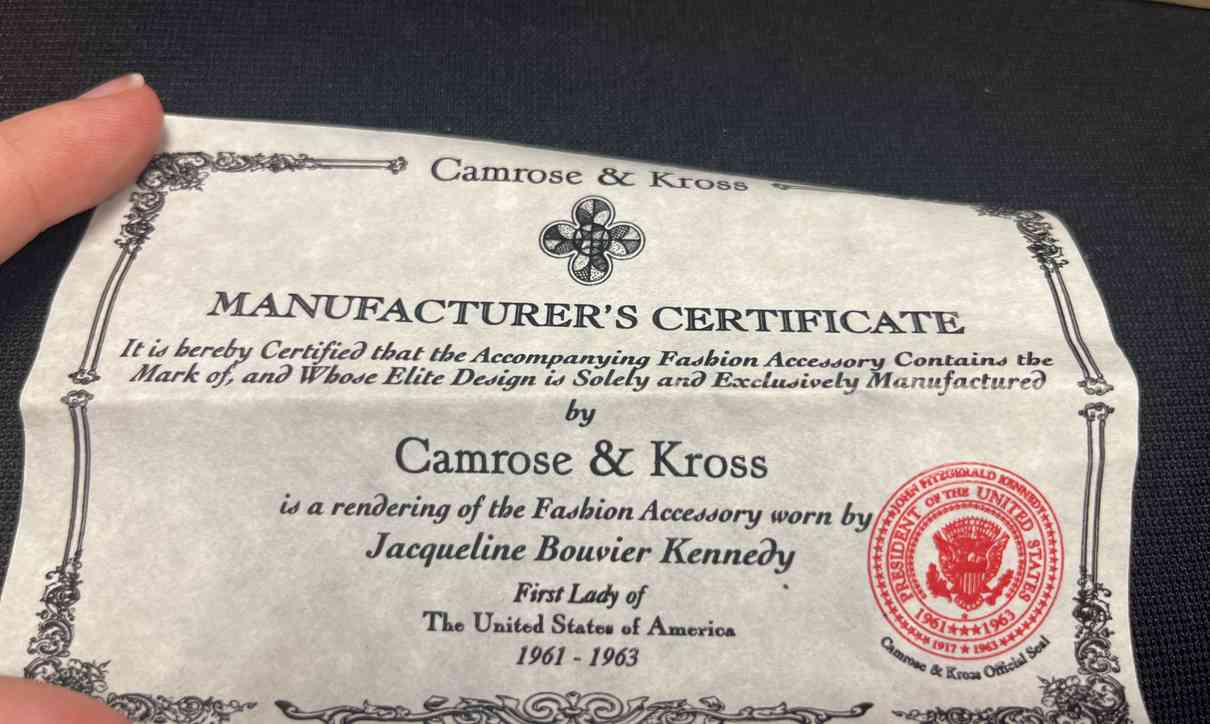 Camrose & Kross
MANUFACTURER'S CERTIFICATE
It is hereby Certified that the Accompanying Fashion Accessory Contains the
Mark of, and Whose Elite Design is Solely and Exclusively Manufactured
by
Camrose & Kross
is a rendering of the Fashion Accessory worn by
Jacqueline Bouvier Kennedy
First Lady of
The United States of America
1961 - 1963
JOHN FITZGERALD KENNEDY
PRESIDENT OF THE UNITED STATES
1961★★★1963
1917 ★ 1963
Camrose & Kross Official Seal